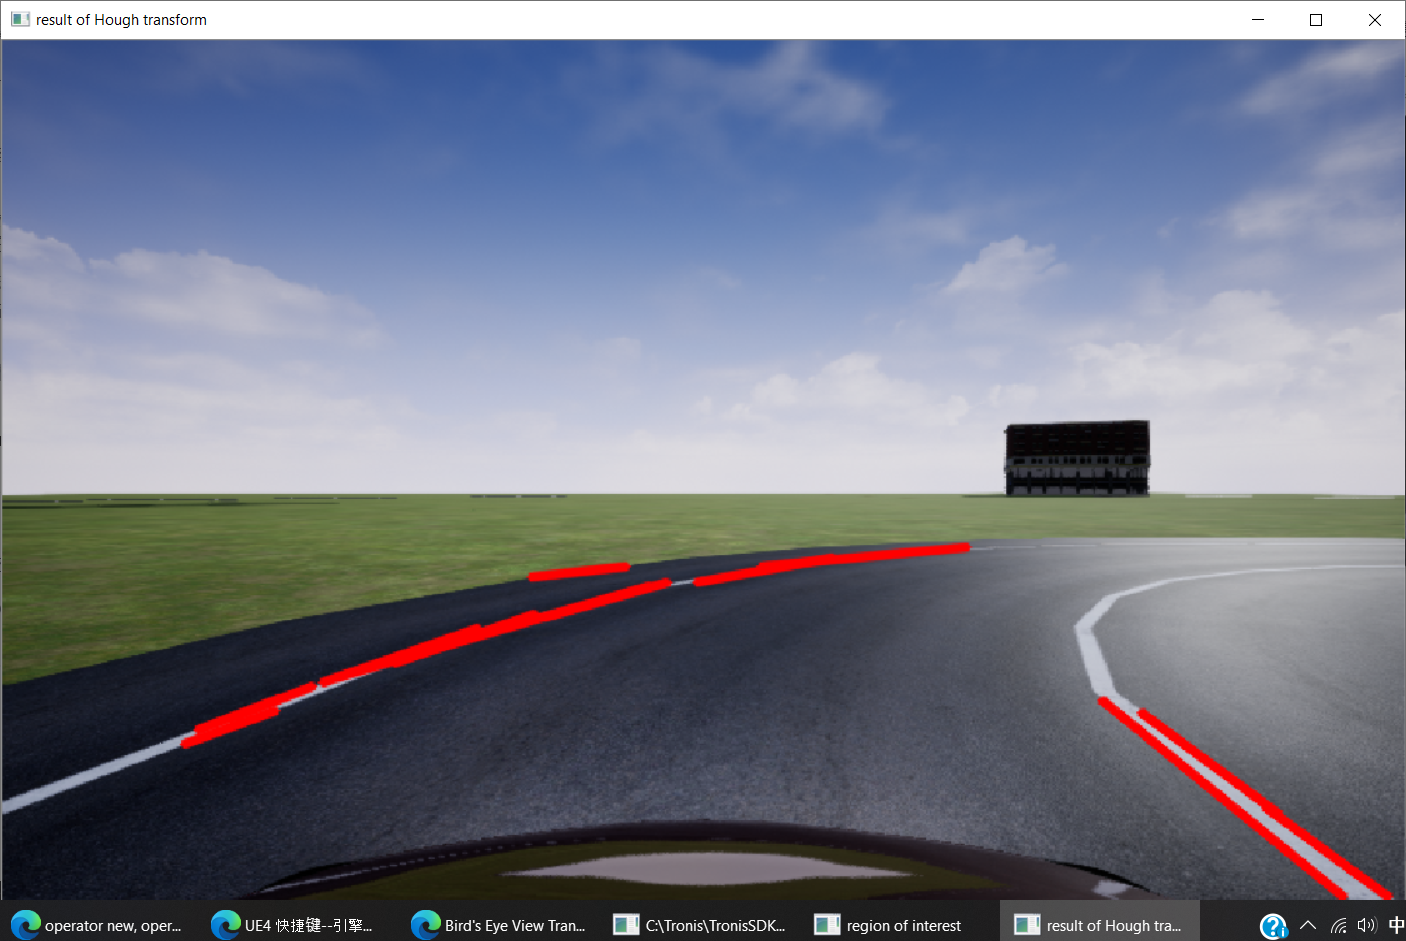 result of Hough transform
operator new, oper...
UE4 快捷键--引擎...
Bird's Eye View Tran...
C:\Tronis\TronisSDK...
region of interest
result of Hough tra...
中